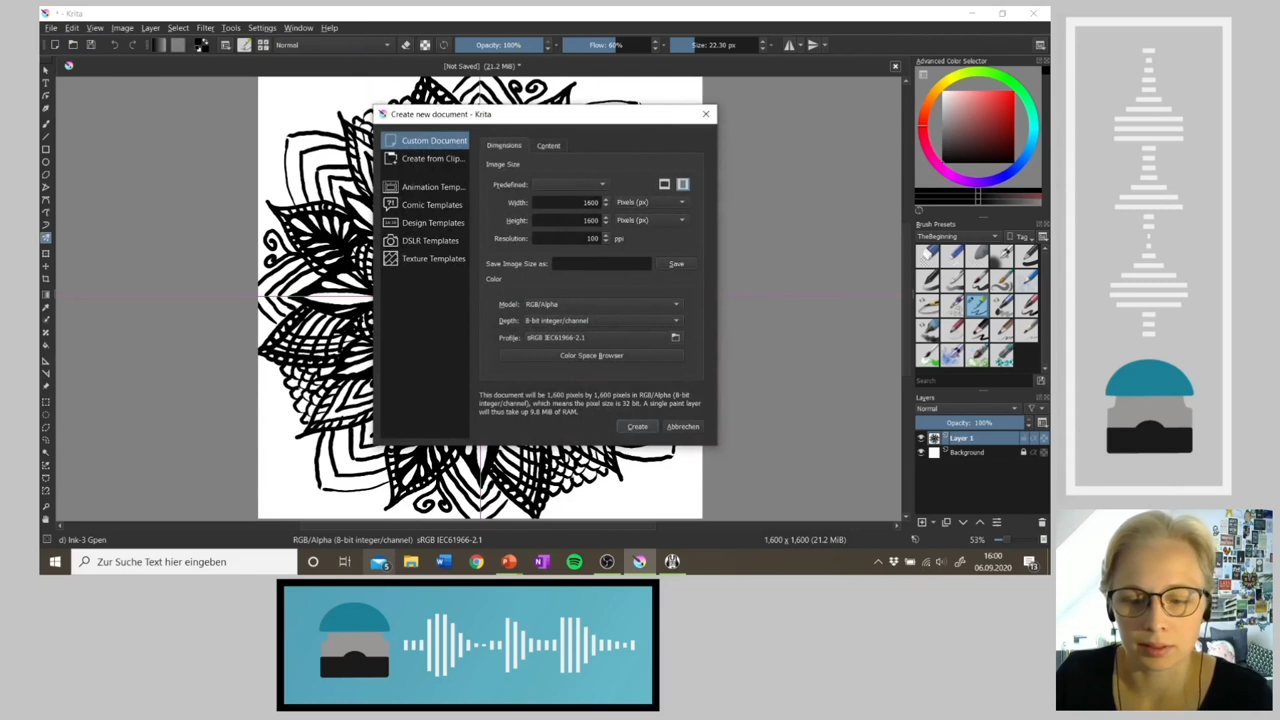 * - Krita
File Edit View Image Layer Select Filter Tools Settings Window Help
Normal
Opacity: 100%
Flow: 60%
Size: 22.30 px
[Not Saved] (21.2 MiB) *
Create new document - Krita
Custom Document
Create from Clip...
Animation Temp...
Comic Templates
Design Templates
DSLR Templates
Texture Templates
Dimensions
Content
Image Size
Predefined:
Width: 1600 Pixels (px)
Height: 1600 Pixels (px)
Resolution: 100 ppi
Save Image Size as:
Save
Color
Model: RGB/Alpha
Depth: 8-bit integer/channel
Profile: sRGB IEC61966-2.1
Color Space Browser
This document will be 1,600 pixels by 1,600 pixels in RGB/Alpha (8-bit
integer/channel), which means the pixel size is 32 bit. A single paint layer
will thus take up 9.8 MiB of RAM.
Create
Abbrechen
Advanced Color Selector
Brush Presets
TheBeginning
Tag
Search
Layers
Normal
Opacity: 100%
Layer 1
Background
d) Ink-3 Gpen
RGB/Alpha (8-bit integer/channel) sRGB IEC61966-2.1
1,600 x 1,600 (21.2 MiB)
53%
Zur Suche Text hier eingeben
5
16:00
06.09.2020
13